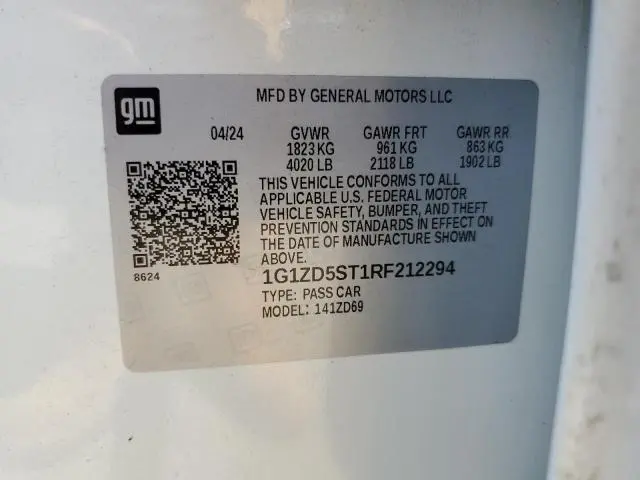 gm
MFD BY GENERAL MOTORS LLC
04/24 GVWR GAWR FRT GAWR RR
1823 KG 961 KG 863 KG
4020 LB 2118 LB 1902 LB
THIS VEHICLE CONFORMS TO ALL
APPLICABLE U.S. FEDERAL MOTOR
VEHICLE SAFETY, BUMPER, AND THEFT
PREVENTION STANDARDS IN EFFECT ON
THE DATE OF MANUFACTURE SHOWN
ABOVE.
8624
1G1ZD5ST1RF212294
TYPE: PASS CAR
MODEL: 141ZD69